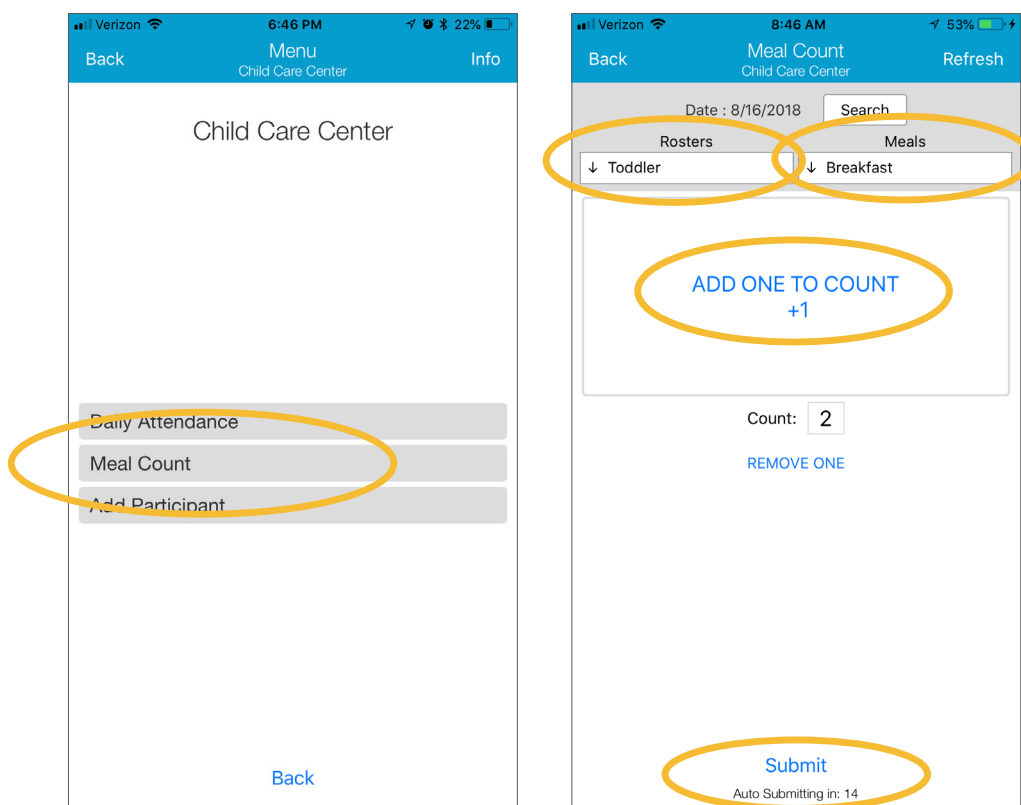 Verizon 6:46 PM 22%
Back Menu Info
Child Care Center
Child Care Center
Daily Attendance
Meal Count
Add Participant
Back
Verizon 8:46 AM 53%
Back Meal Count Refresh
Child Care Center
Date : 8/16/2018 Search
Rosters Meals
↓ Toddler ↓ Breakfast
ADD ONE TO COUNT
+1
Count: 2
REMOVE ONE
Submit
Auto Submitting in: 14